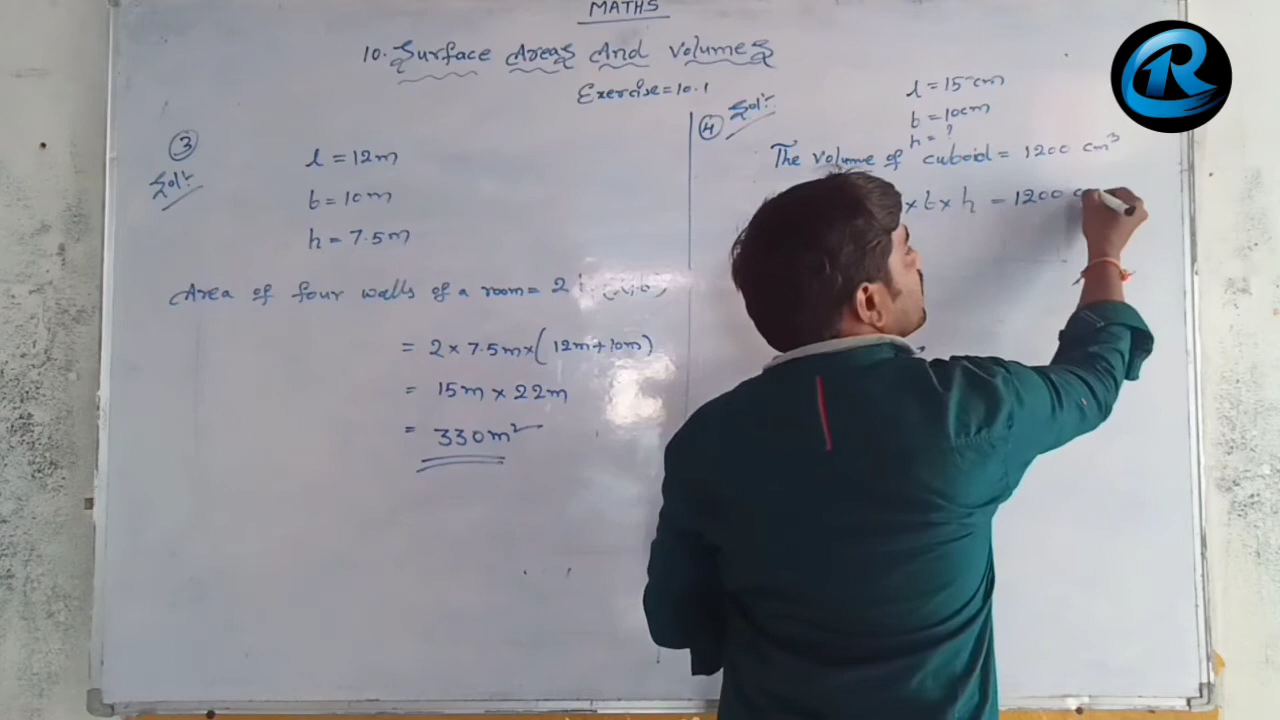 MATHS
10. Surface Areas And Volumes
Exercise = 10.1
3
Sol:
l = 12m
b = 10m
h = 7.5m
Area of four walls of a room = 2
= 2 × 7.5m × (12m + 10m)
= 15m × 22m
= 330m²
4
Sol:
l = 15cm
b = 10cm
h = ?
The volume of cuboid = 1200 cm³
× b × h = 1200
R